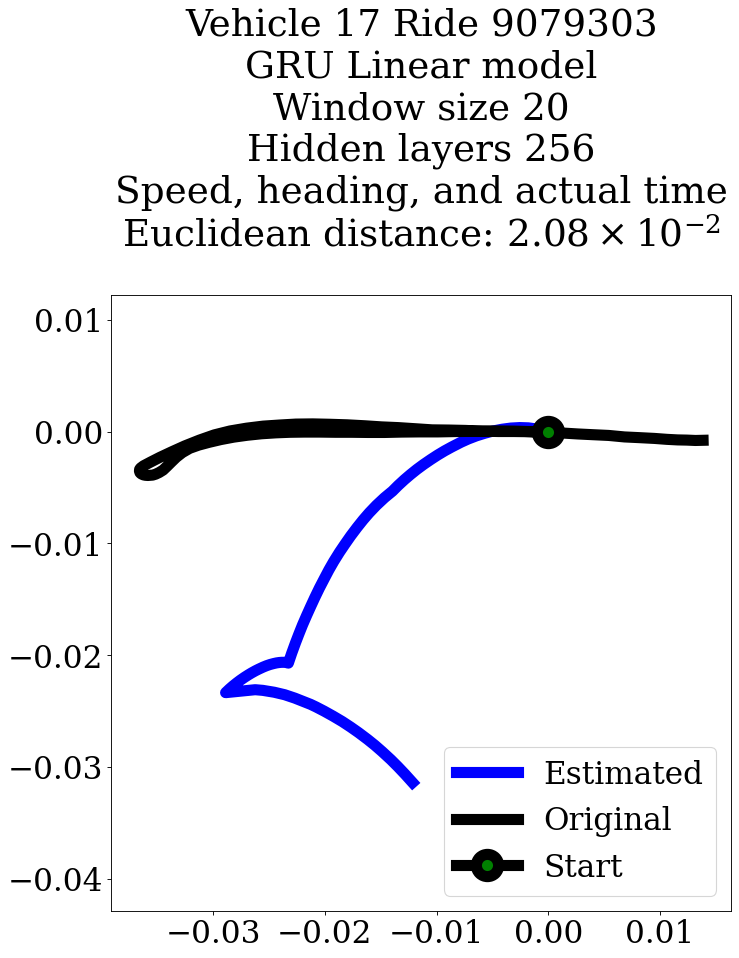 Vehicle 17 Ride 9079303
GRU Linear model
Window size 20
Hidden layers 256
Speed, heading, and actual time
Euclidean distance: 2.08 × 10⁻²
0.01
0.00
−0.01
−0.02
−0.03
−0.04
Estimated
Original
Start
−0.03 −0.02 −0.01 0.00 0.01